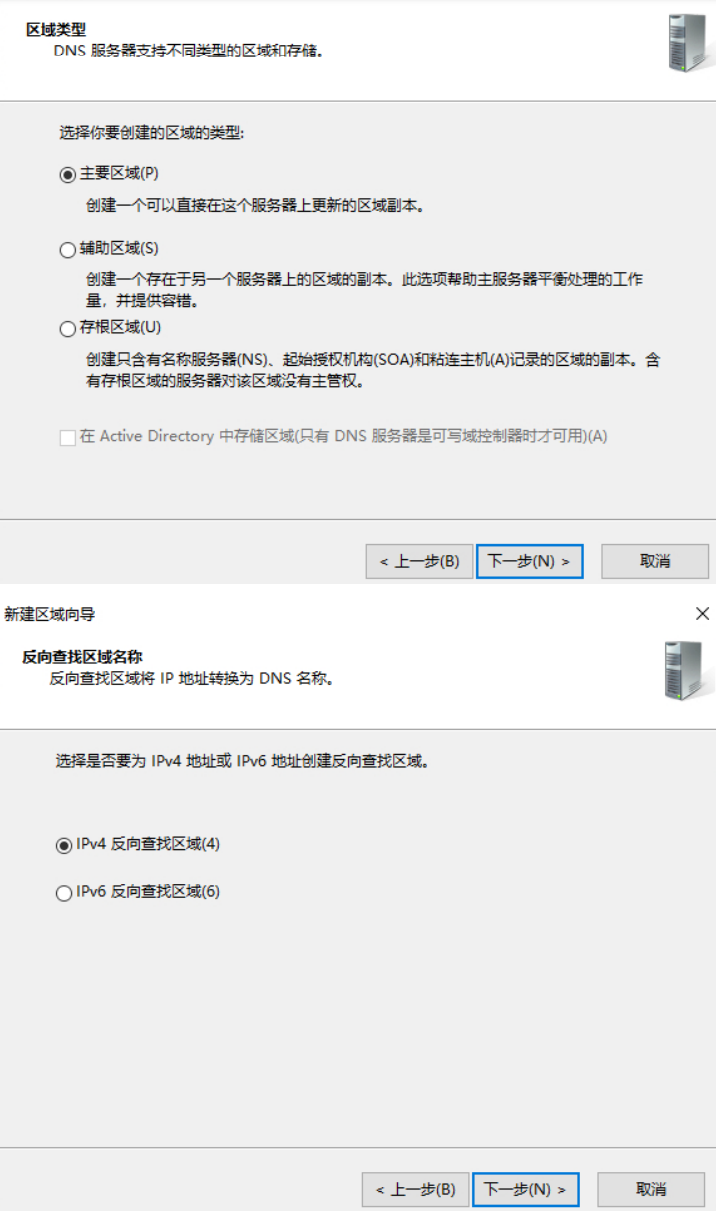 区域类型
DNS 服务器支持不同类型的区域和存储。
选择你要创建的区域的类型:
主要区域(P)
创建一个可以直接在这个服务器上更新的区域副本。
辅助区域(S)
创建一个存在于另一个服务器上的区域的副本。此选项帮助主服务器平衡处理的工作
量，并提供容错。
存根区域(U)
创建只含有名称服务器(NS)、起始授权机构(SOA)和粘连主机(A)记录的区域的副本。含
有存根区域的服务器对该区域没有主管权。
在 Active Directory 中存储区域(只有 DNS 服务器是可写域控制器时才可用)(A)
< 上一步(B) 下一步(N) > 取消
新建区域向导
反向查找区域名称
反向查找区域将 IP 地址转换为 DNS 名称。
选择是否要为 IPv4 地址或 IPv6 地址创建反向查找区域。
IPv4 反向查找区域(4)
IPv6 反向查找区域(6)
< 上一步(B) 下一步(N) > 取消